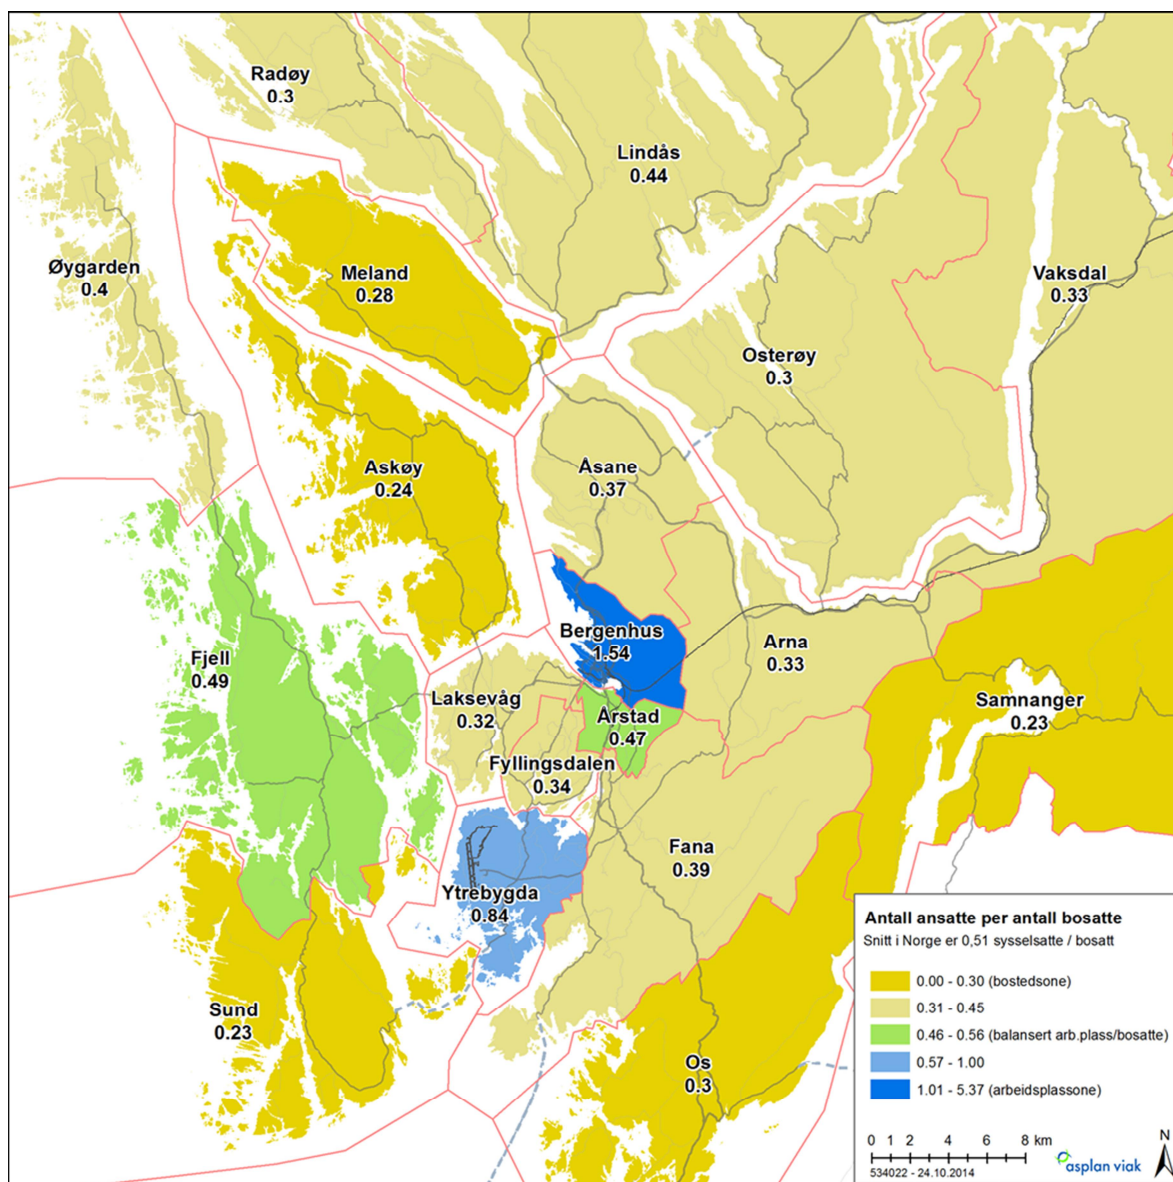 Radøy
0.3
Lindås
0.44
Øygarden
0.4
Meland
0.28
Vaksdal
0.33
Osterøy
0.3
Askøy
0.24
Åsane
0.37
Bergenhus
1.54
Arna
0.33
Fjell
0.49
Laksevåg
0.32
Årstad
0.47
Samnanger
0.23
Fyllingsdalen
0.34
Fana
0.39
Ytrebygda
0.84
Sund
0.23
Os
0.3
Antall ansatte per antall bosatte
Snitt i Norge er 0,51 sysselsatte / bosatt
0.00 - 0.30 (bostedsone)
0.31 - 0.45
0.46 - 0.56 (balansert arb.plass/bosatte)
0.57 - 1.00
1.01 - 5.37 (arbeidsplassone)
0 1 2 4 6 8 km
N
534022 - 24.10.2014
asplan viak